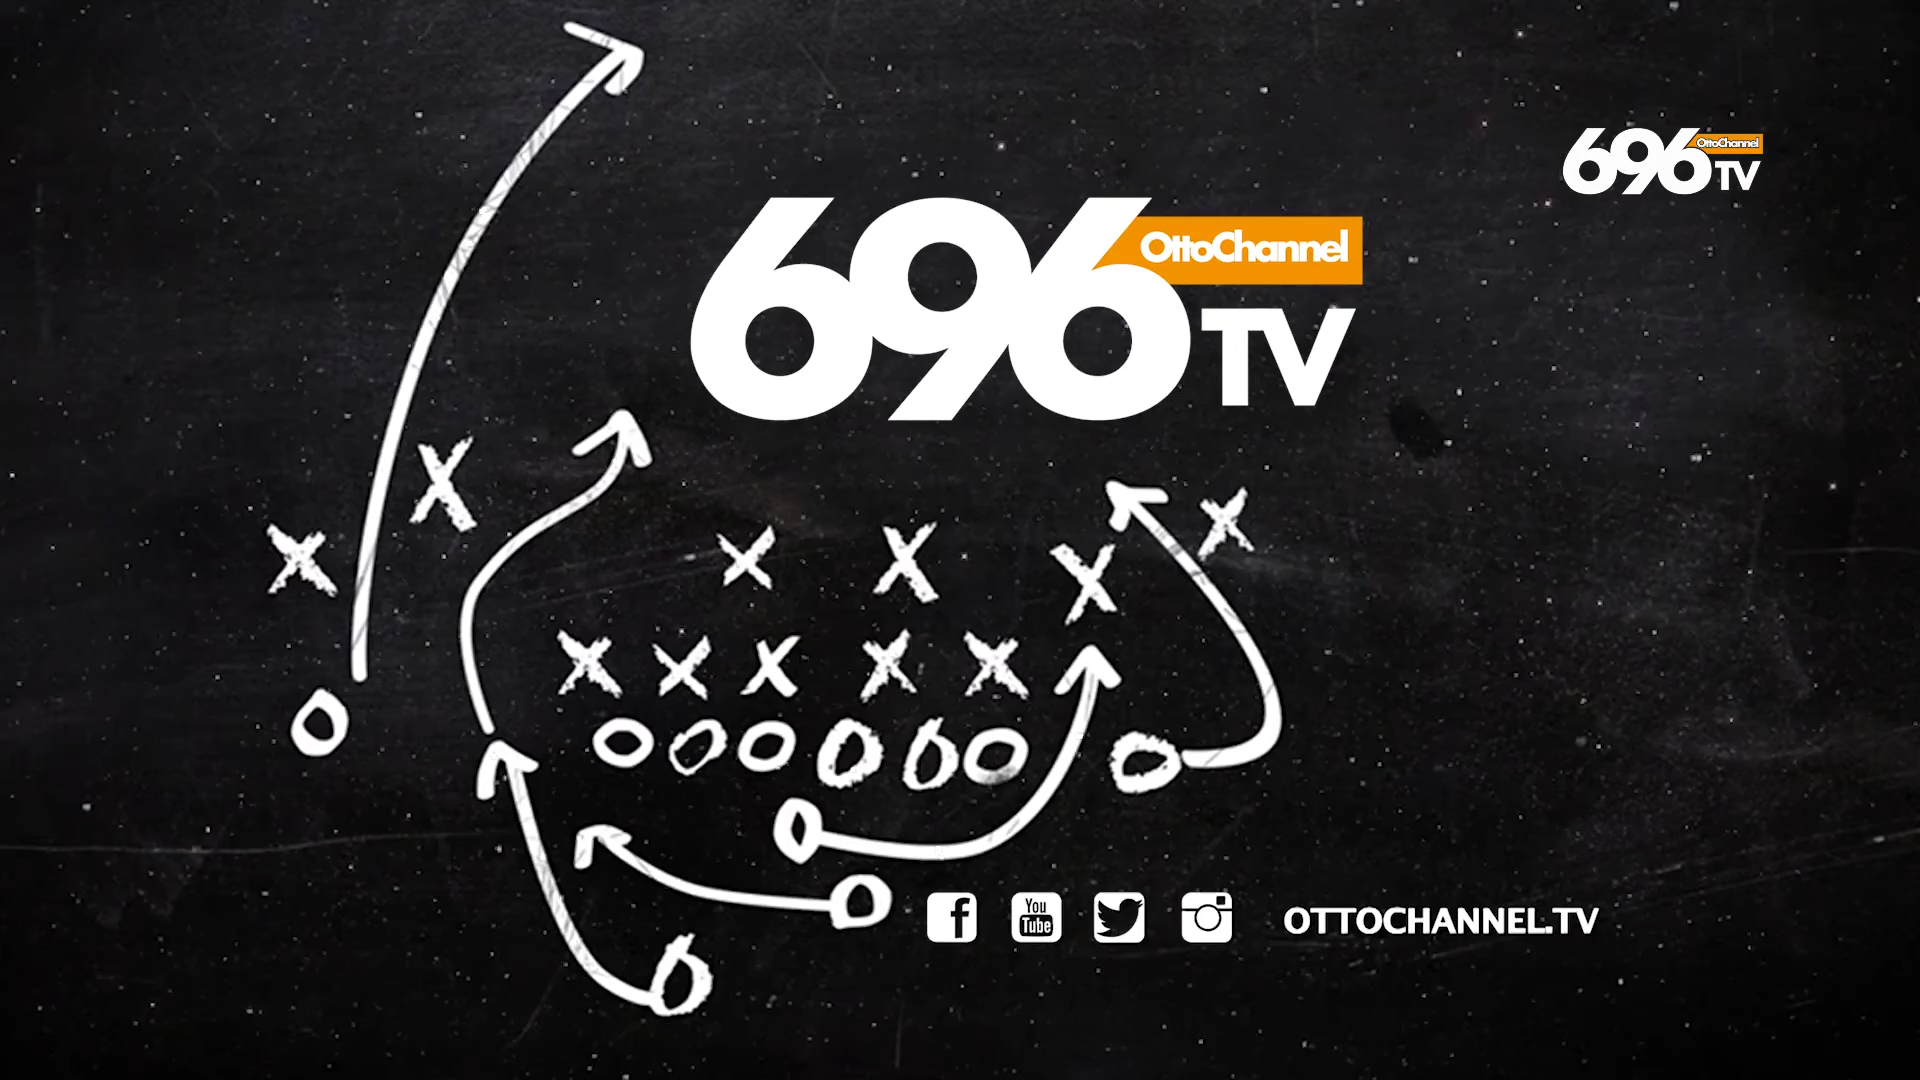 696
OttoChannel
TV
696
OttoChannel
TV
X X X X X X
X X X X X
O O O O O O O O
O
O
O
f
You
Tube
OTTOCHANNEL.TV